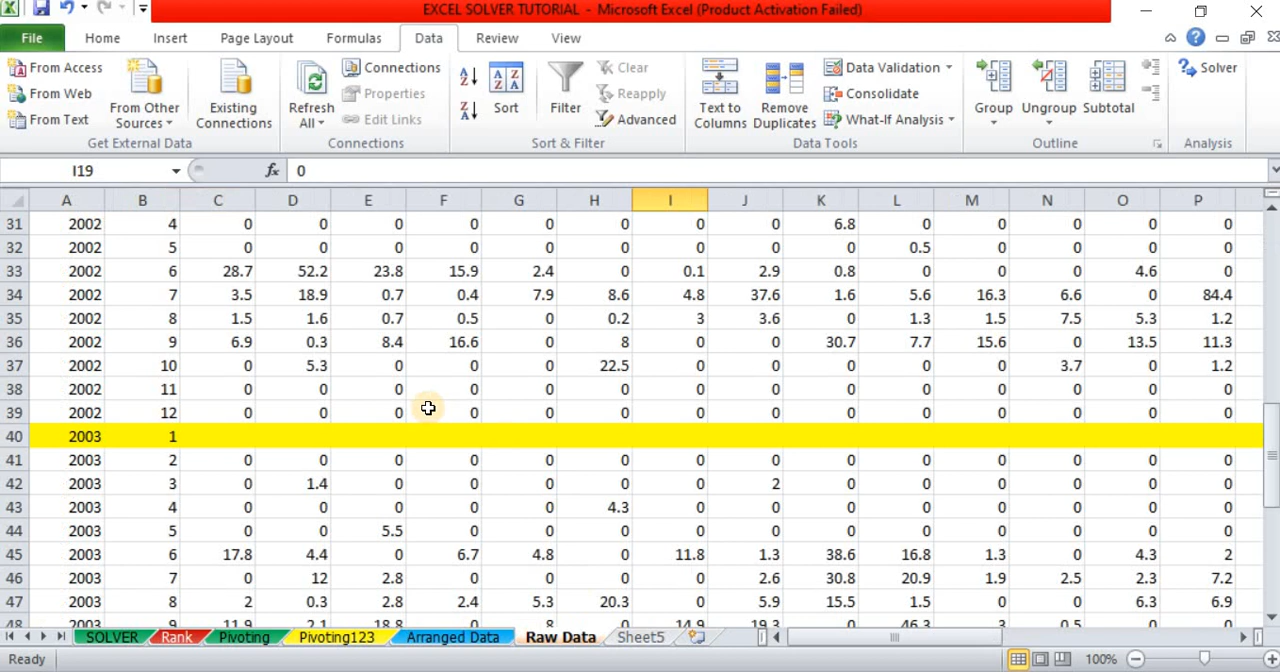 EXCEL SOLVER TUTORIAL - Microsoft Excel (Product Activation Failed)
File Home Insert Page Layout Formulas Data Review View
From Access
From Web
From Text
From Other Sources
Existing Connections
Get External Data
Refresh All
Connections
Properties
Edit Links
Connections
Sort
Filter
Clear
Reapply
Advanced
Sort & Filter
Text to Columns
Remove Duplicates
Data Validation
Consolidate
What-If Analysis
Data Tools
Group
Ungroup
Subtotal
Outline
Solver
Analysis
I19 fx 0
A B C D E F G H I J K L M N O P
31 2002 4 0 0 0 0 0 0 0 0 6.8 0 0 0 0 0
32 2002 5 0 0 0 0 0 0 0 0 0 0.5 0 0 0 0
33 2002 6 28.7 52.2 23.8 15.9 2.4 0 0.1 2.9 0.8 0 0 0 4.6 0
34 2002 7 3.5 18.9 0.7 0.4 7.9 8.6 4.8 37.6 1.6 5.6 16.3 6.6 0 84.4
35 2002 8 1.5 1.6 0.7 0.5 0 0.2 3 3.6 0 1.3 1.5 7.5 5.3 1.2
36 2002 9 6.9 0.3 8.4 16.6 0 8 0 0 30.7 7.7 15.6 0 13.5 11.3
37 2002 10 0 5.3 0 0 0 22.5 0 0 0 0 0 3.7 0 1.2
38 2002 11 0 0 0 0 0 0 0 0 0 0 0 0 0 0
39 2002 12 0 0 0 0 0 0 0 0 0 0 0 0 0 0
40 2003 1
41 2003 2 0 0 0 0 0 0 0 0 0 0 0 0 0 0
42 2003 3 0 1.4 0 0 0 0 0 2 0 0 0 0 0 0
43 2003 4 0 0 0 0 0 4.3 0 0 0 0 0 0 0 0
44 2003 5 0 0 5.5 0 0 0 0 0 0 0 0 0 0 0
45 2003 6 17.8 4.4 0 6.7 4.8 0 11.8 1.3 38.6 16.8 1.3 0 4.3 2
46 2003 7 0 12 2.8 0 0 0 0 2.6 30.8 20.9 1.9 2.5 2.3 7.2
47 2003 8 2 0.3 2.8 2.4 5.3 20.3 0 5.9 15.5 1.5 0 0 6.3 6.9
48 2003 9 11.9 2.1 18.8 0 8 0 14.9 19.3 0 46.3 3 0.5 0 0
SOLVER Rank Pivoting Pivoting123 Arranged Data Raw Data Sheet5
Ready 100%